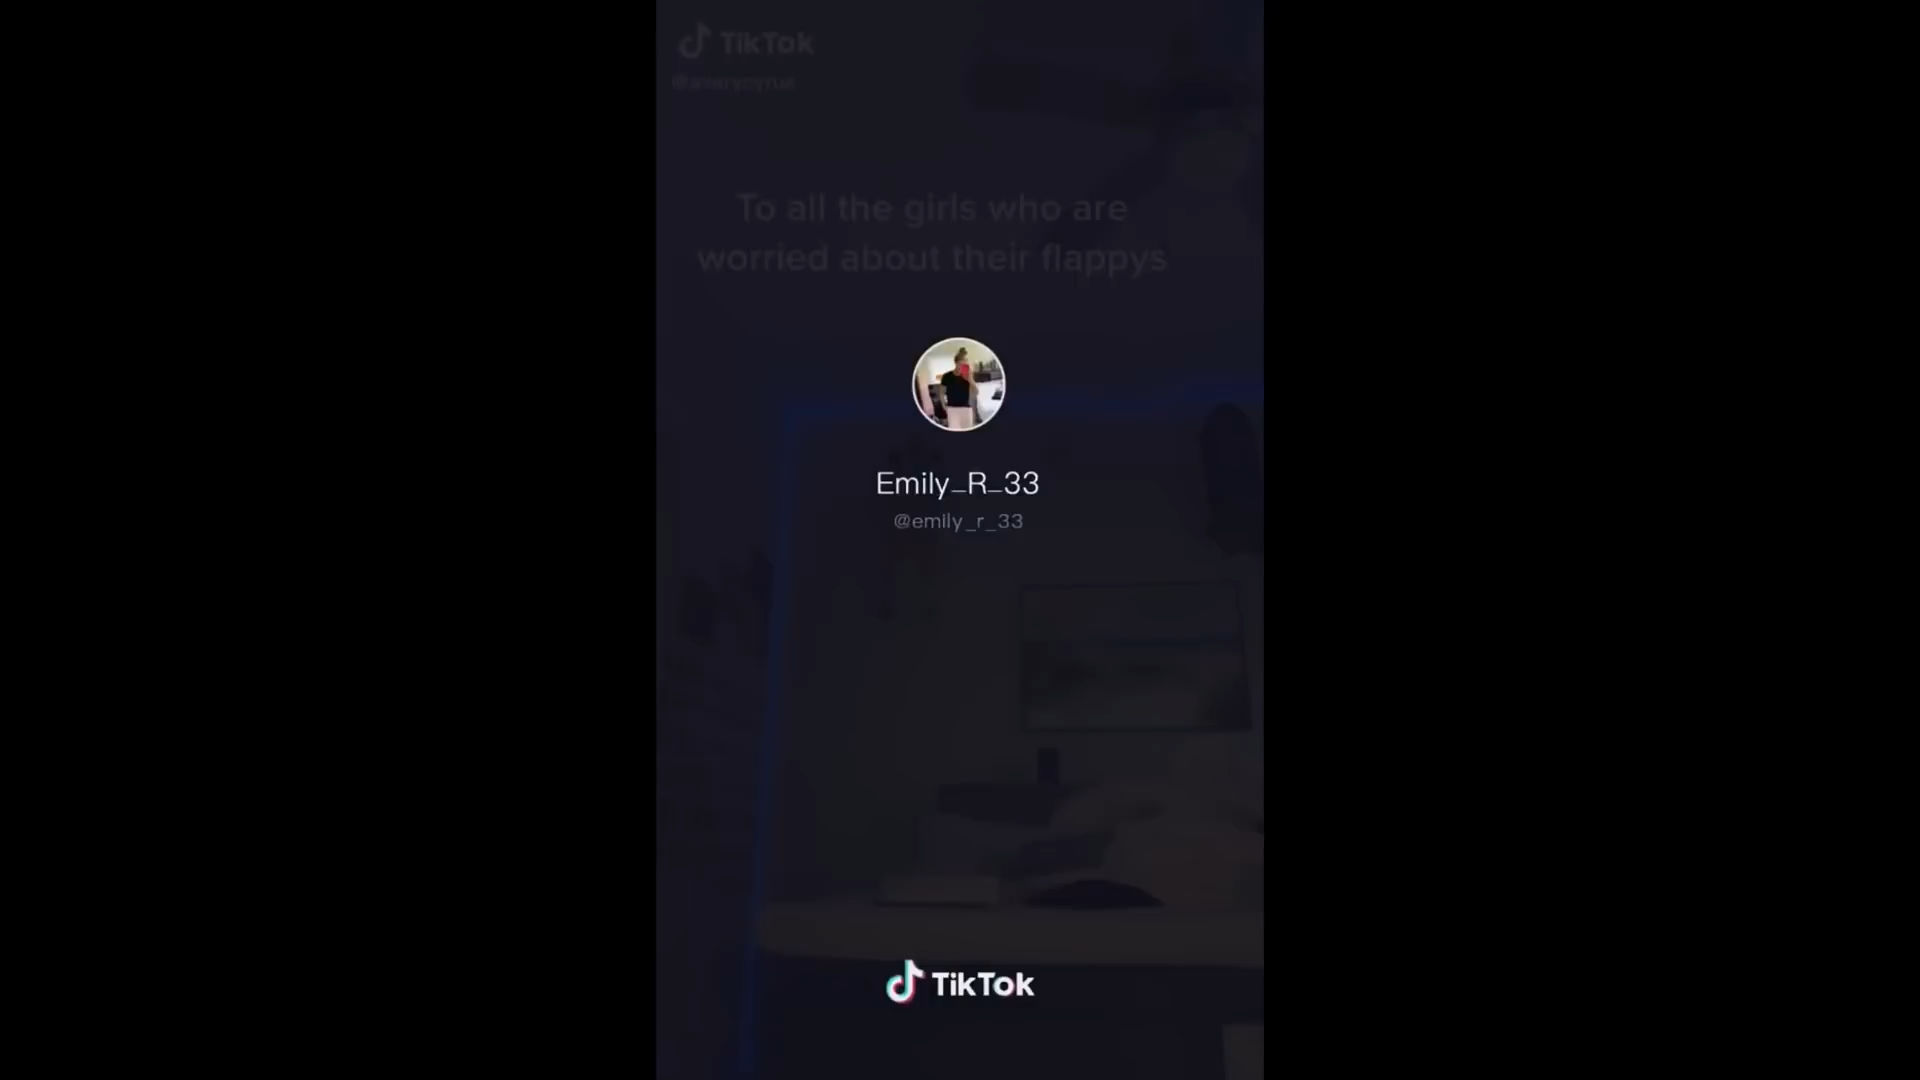 TikTok
To all the girls who are
worried about their flappys
Emily_R_33
@emily_r_33
TikTok